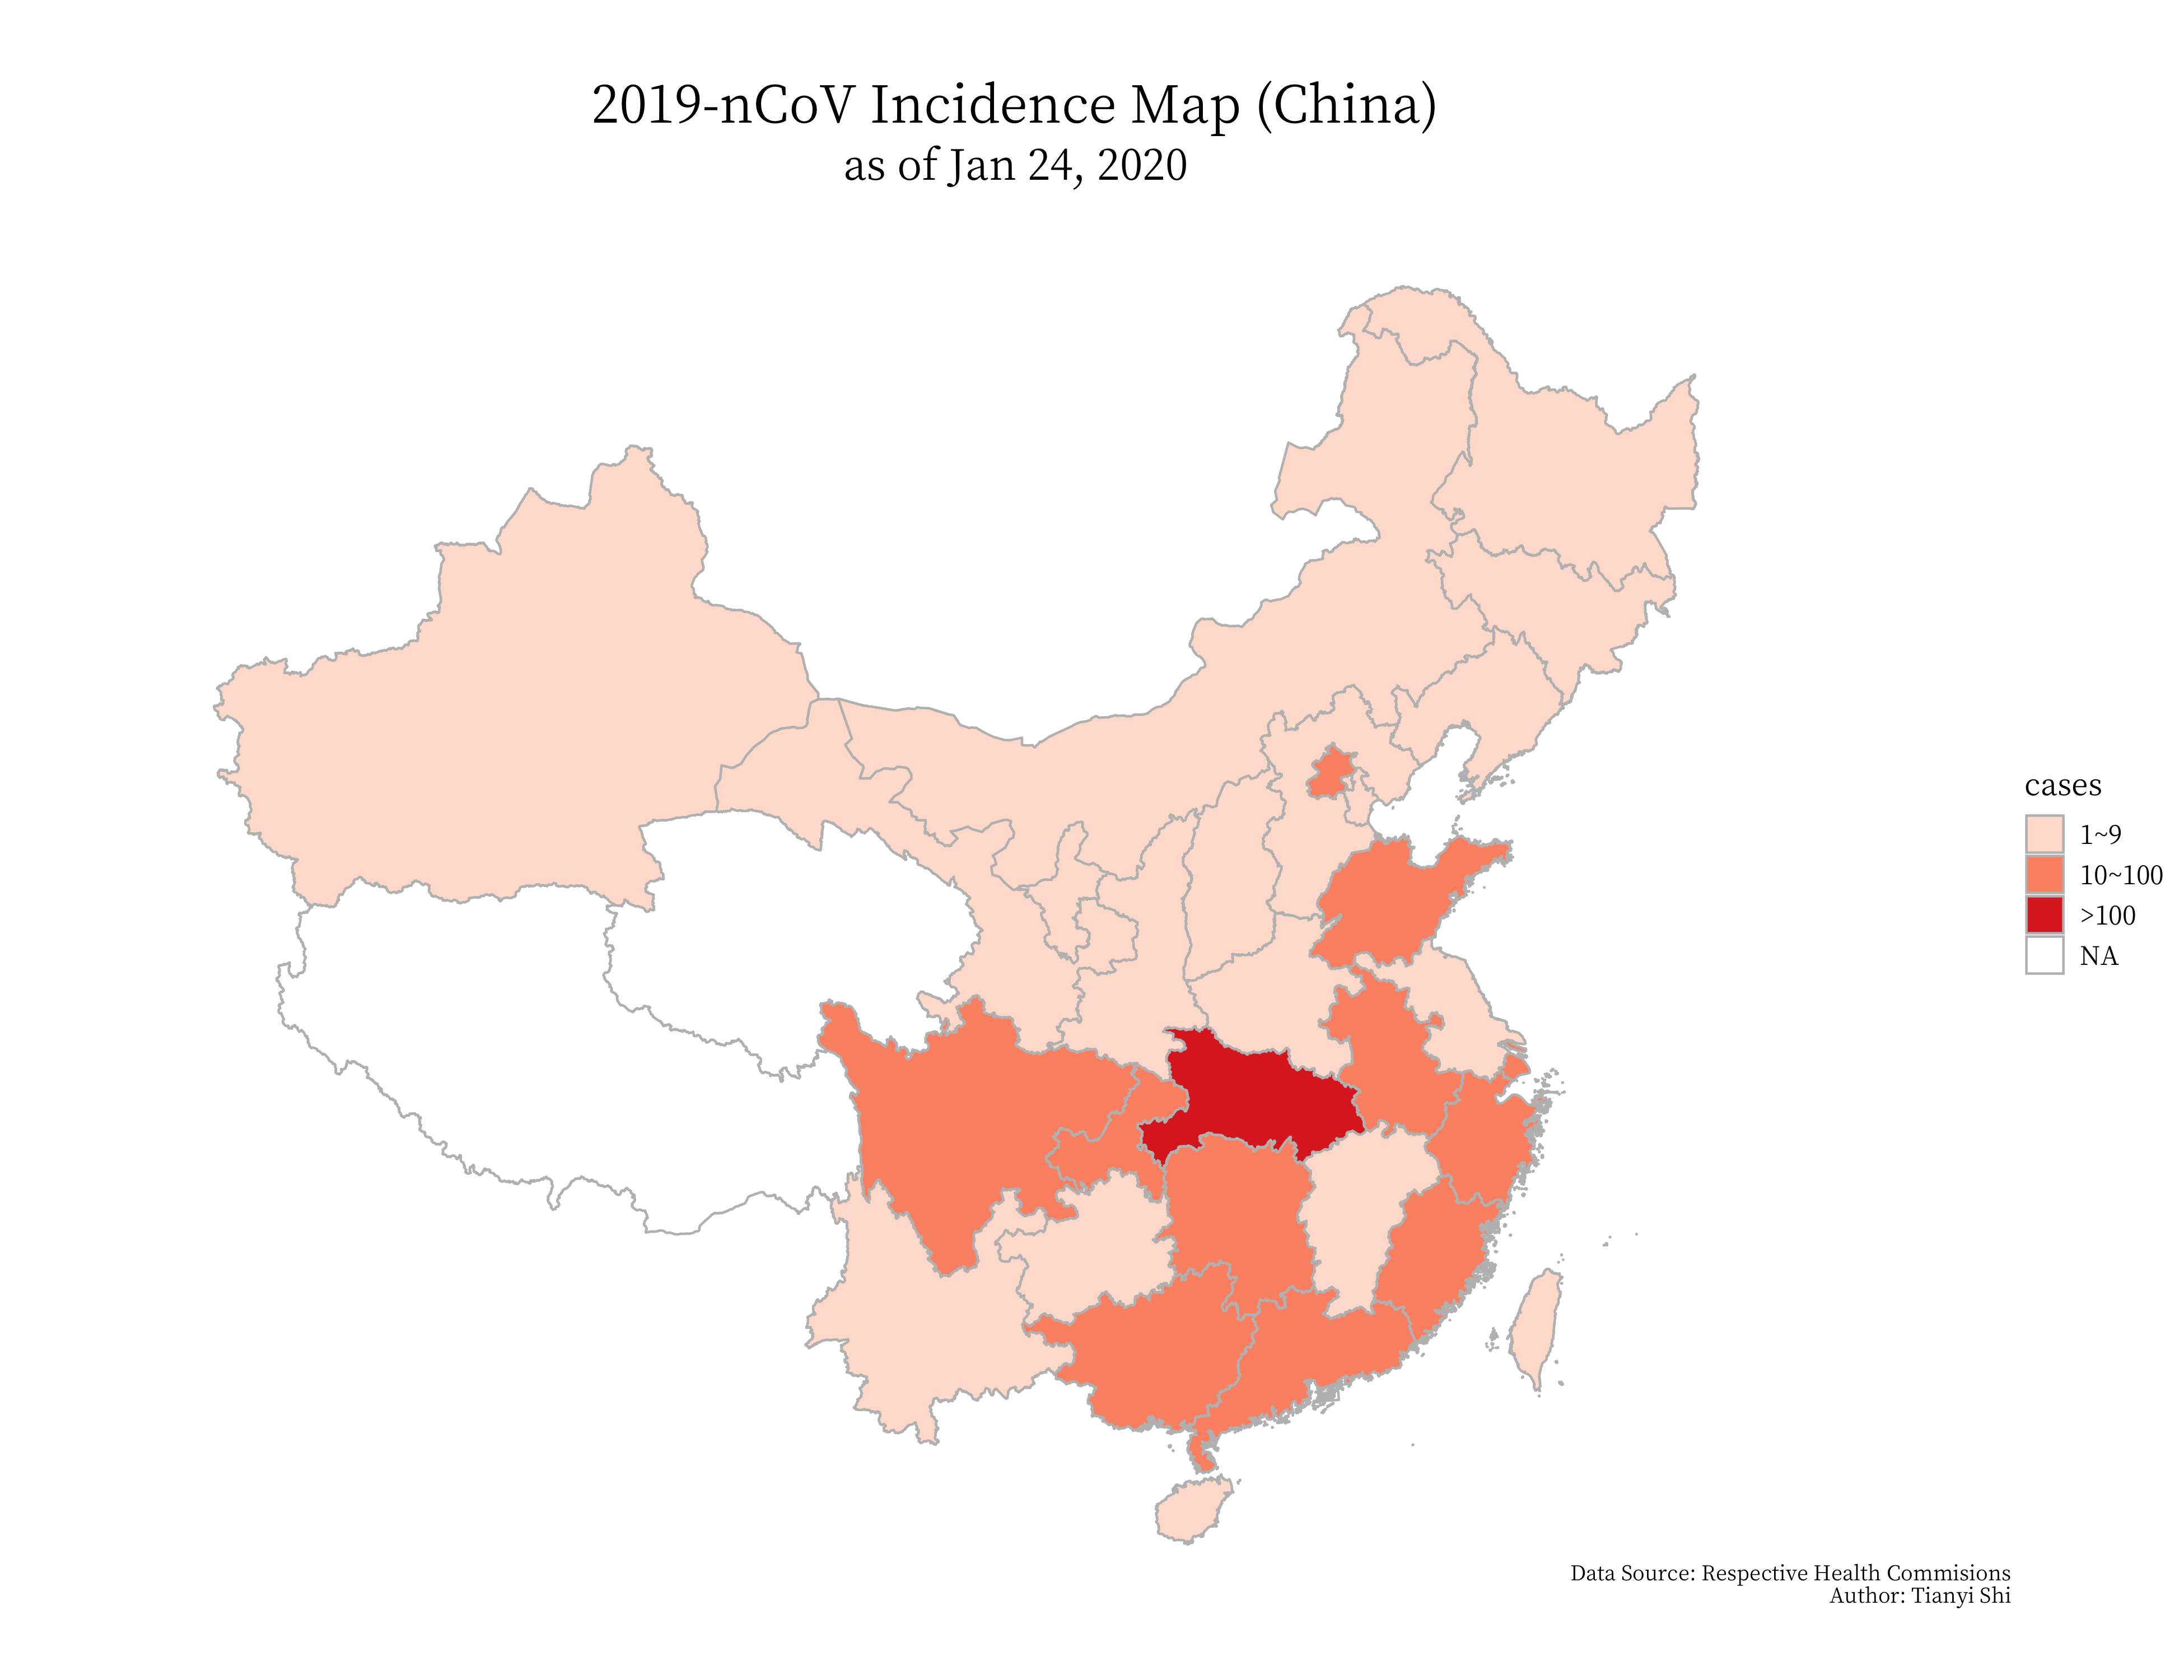 2019-nCoV Incidence Map (China)
as of Jan 24, 2020
cases
1~9
10~100
>100
NA
Data Source: Respective Health Commisions
Author: Tianyi Shi